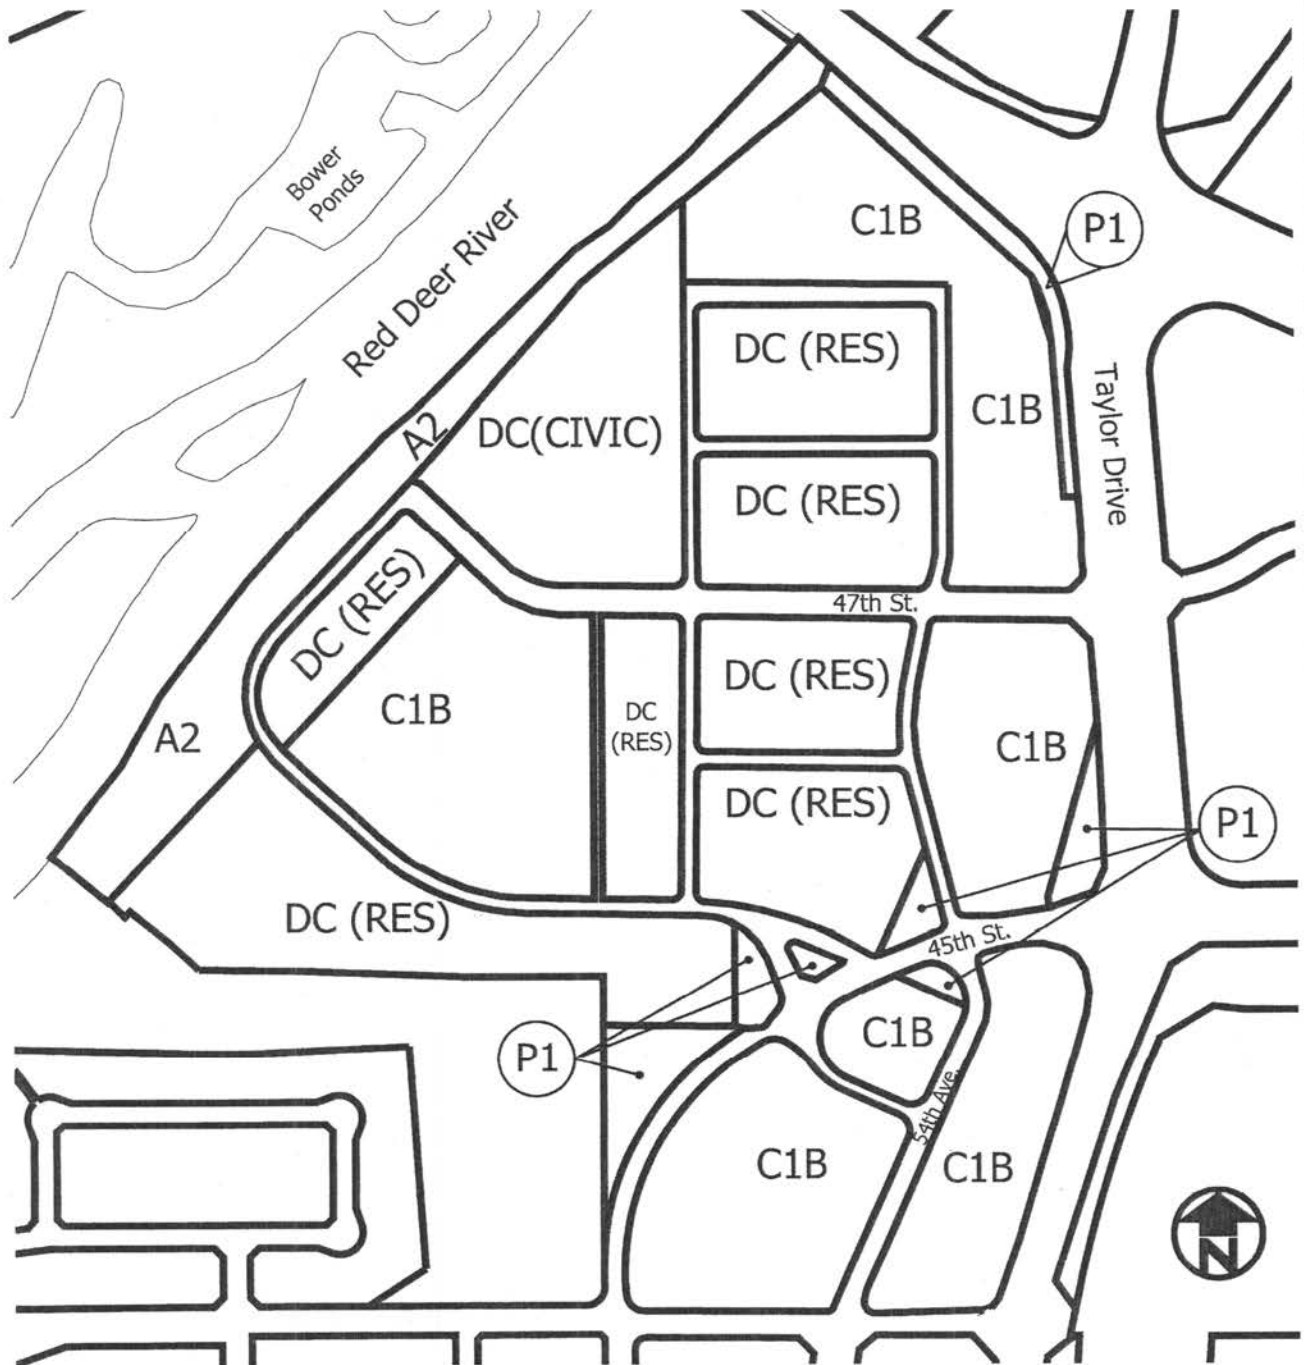 Bower
Ponds
Red Deer River
C1B
P1
DC (RES)
Taylor Drive
C1B
A2
DC(CIVIC)
DC (RES)
DC (RES)
47th St.
DC (RES)
C1B
DC
(RES)
A2
C1B
DC (RES)
P1
DC (RES)
45th St.
C1B
P1
54th Ave.
C1B
C1B
N